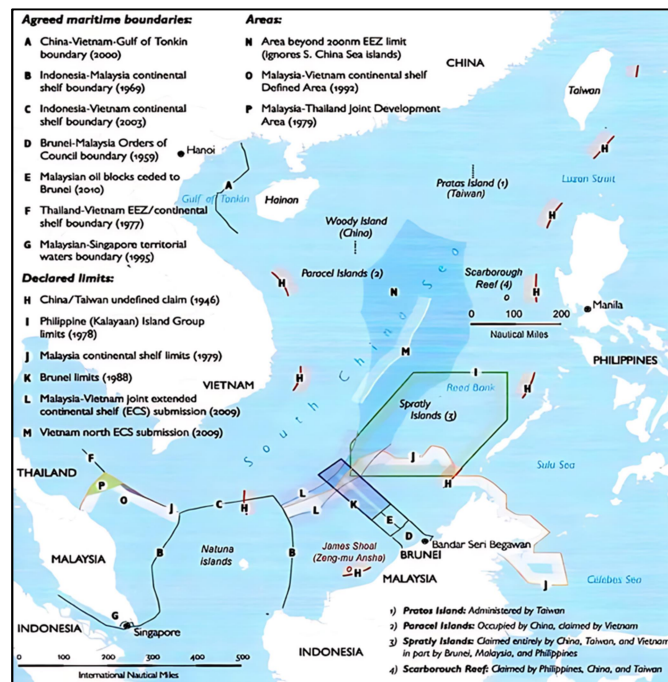 Agreed maritime boundaries:
A China-Vietnam-Gulf of Tonkin
boundary (2000)
B Indonesia-Malaysia continental
shelf boundary (1969)
C Indonesia-Vietnam continental
shelf boundary (2003)
D Brunei-Malaysia Orders of
Council boundary (1959)
E Malaysian oil blocks ceded to
Brunei (2010)
F Thailand-Vietnam EEZ/continental
shelf boundary (1977)
G Malaysian-Singapore territorial
waters boundary (1995)
Declared limits:
H China/Taiwan undefined claim (1946)
I Philippine (Kalayaan) Island Group
limits (1978)
J Malaysia continental shelf limits (1979)
K Brunei limits (1988)
L Malaysia-Vietnam joint extended
continental shelf (ECS) submission (2009)
M Vietnam north ECS submission (2009)
Areas:
N Area beyond 200nm EEZ limit
(ignores S. China Sea islands)
O Malaysia-Vietnam continental shelf
Defined Area (1992)
P Malaysia-Thailand Joint Development
Area (1979)
CHINA
Taiwan
Hanoi
H
A
Gulf of Tonkin
Hainan
Pratas Island (1)
(Taiwan)
Luzon Strait
Woody Island
(China)
H
Paracel Islands (2)
H
N
Scarborough
Reef (4)
H
0 100 200
Nautical Miles
Manila
South China Sea
M
PHILIPPINES
VIETNAM
H
I
Reed Bank
H
Spratly
Islands (3)
THAILAND
F
P
O
J
C
H
L
L
J
H
Sulu Sea
K
E
D
Bandar Seri Begawan
BRUNEI
MALAYSIA
B
Natuna
islands
B
James Shoal
(Zeng-mu Ansha)
H
MALAYSIA
J
Celebes Sea
G
Singapore
INDONESIA
INDONESIA
0 100 200 300 400 500
International Nautical Miles
1) Pratas Island: Administered by Taiwan
2) Paracel Islands: Occupied by China, claimed by Vietnam
3) Spratly Islands: Claimed entirely by China, Taiwan, and Vietnam
in part by Brunei, Malaysia, and Philippines
4) Scarborouch Reef: Claimed by Philippines, China, and Taiwan